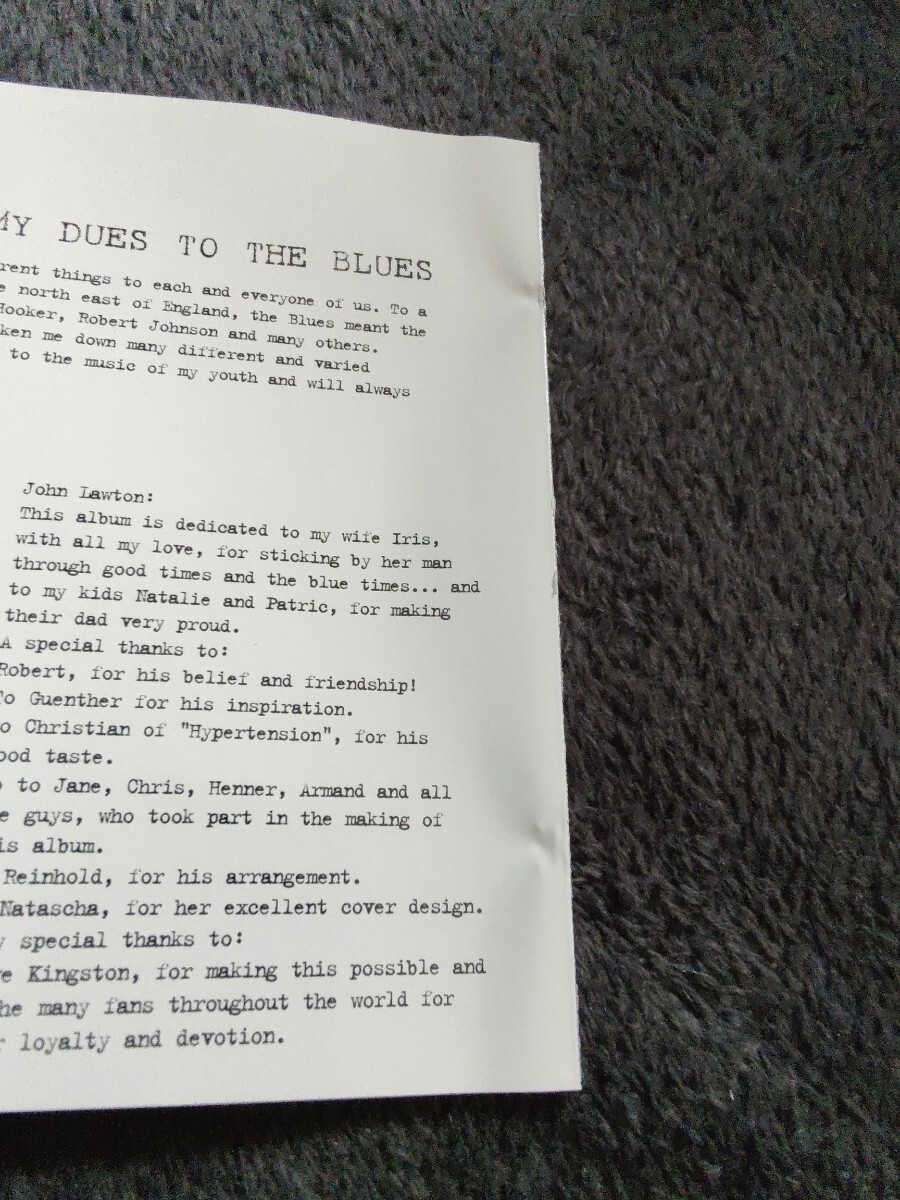 MY DUES TO THE BLUES
rent things to each and everyone of us. To a
e north east of England, the Blues meant the
Hooker, Robert Johnson and many others.
ken me down many different and varied
to the music of my youth and will always
John Lawton:
This album is dedicated to my wife Iris,
with all my love, for sticking by her man
through good times and the blue times... and
to my kids Natalie and Patric, for making
their dad very proud.
A special thanks to:
Robert, for his belief and friendship!
To Guenther for his inspiration.
o Christian of "Hypertension", for his
ood taste.
to Jane, Chris, Henner, Armand and all
e guys, who took part in the making of
is album.
Reinhold, for his arrangement.
Natascha, for her excellent cover design.
y special thanks to:
e Kingston, for making this possible and
he many fans throughout the world for
r loyalty and devotion.